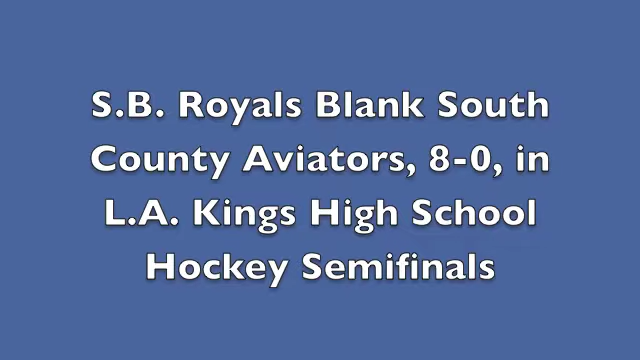 S.B. Royals Blank South
County Aviators, 8-0, in
L.A. Kings High School
Hockey Semifinals